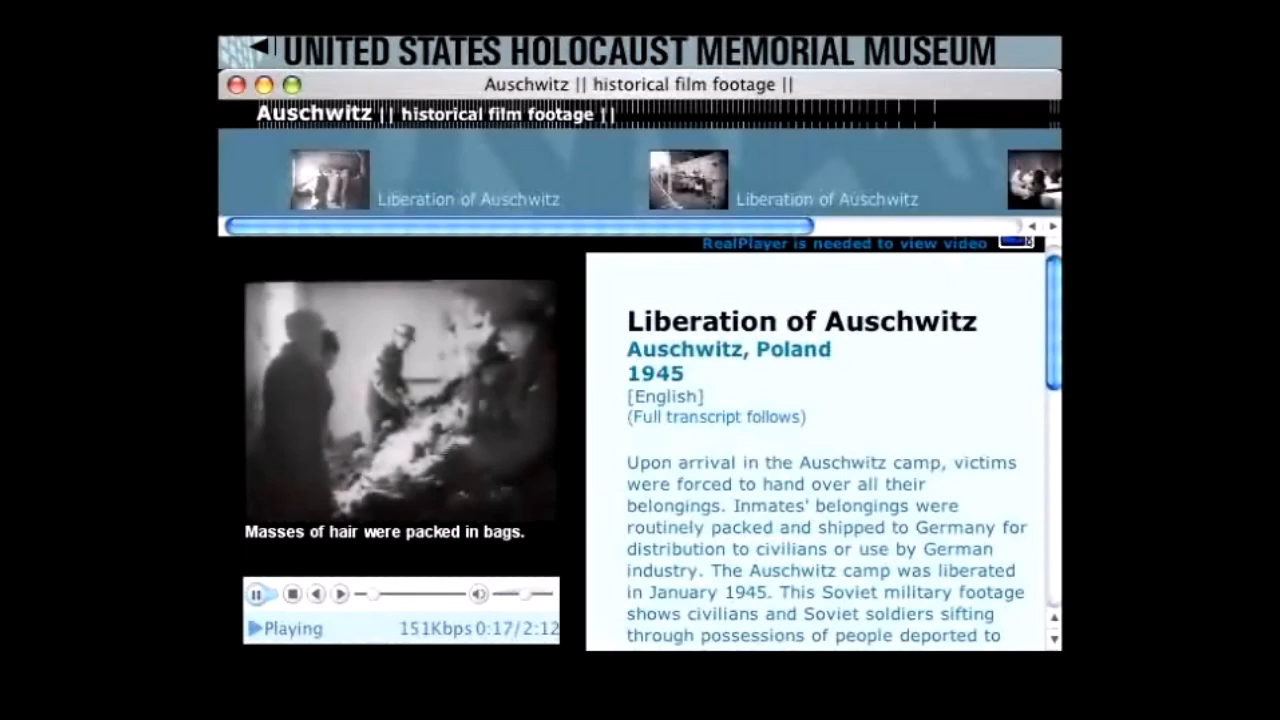 UNITED STATES HOLOCAUST MEMORIAL MUSEUM
Auschwitz || historical film footage ||
Auschwitz || historical film footage ||
Liberation of Auschwitz
Liberation of Auschwitz
RealPlayer is needed to view video
Liberation of Auschwitz
Auschwitz, Poland
1945
[English]
(Full transcript follows)
Upon arrival in the Auschwitz camp, victims
were forced to hand over all their
belongings. Inmates' belongings were
routinely packed and shipped to Germany for
distribution to civilians or use by German
industry. The Auschwitz camp was liberated
in January 1945. This Soviet military footage
shows civilians and Soviet soldiers sifting
through possessions of people deported to
Masses of hair were packed in bags.
Playing 151Kbps 0:17/2:12